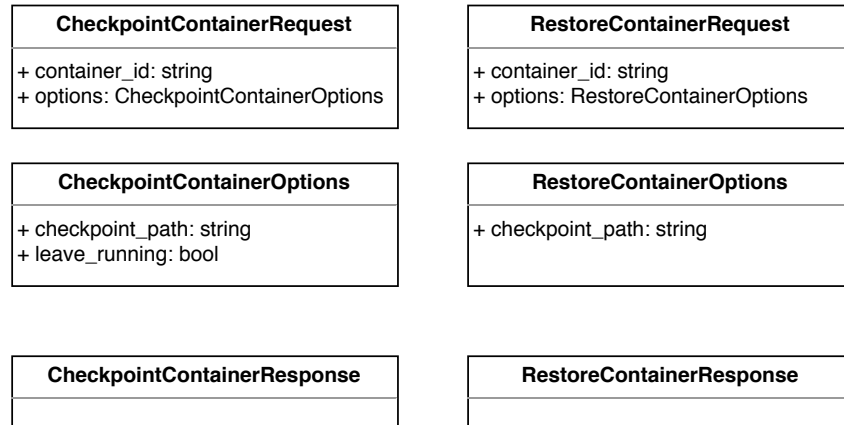 CheckpointContainerRequest
+ container_id: string
+ options: CheckpointContainerOptions
RestoreContainerRequest
+ container_id: string
+ options: RestoreContainerOptions
CheckpointContainerOptions
+ checkpoint_path: string
+ leave_running: bool
RestoreContainerOptions
+ checkpoint_path: string
CheckpointContainerResponse
RestoreContainerResponse